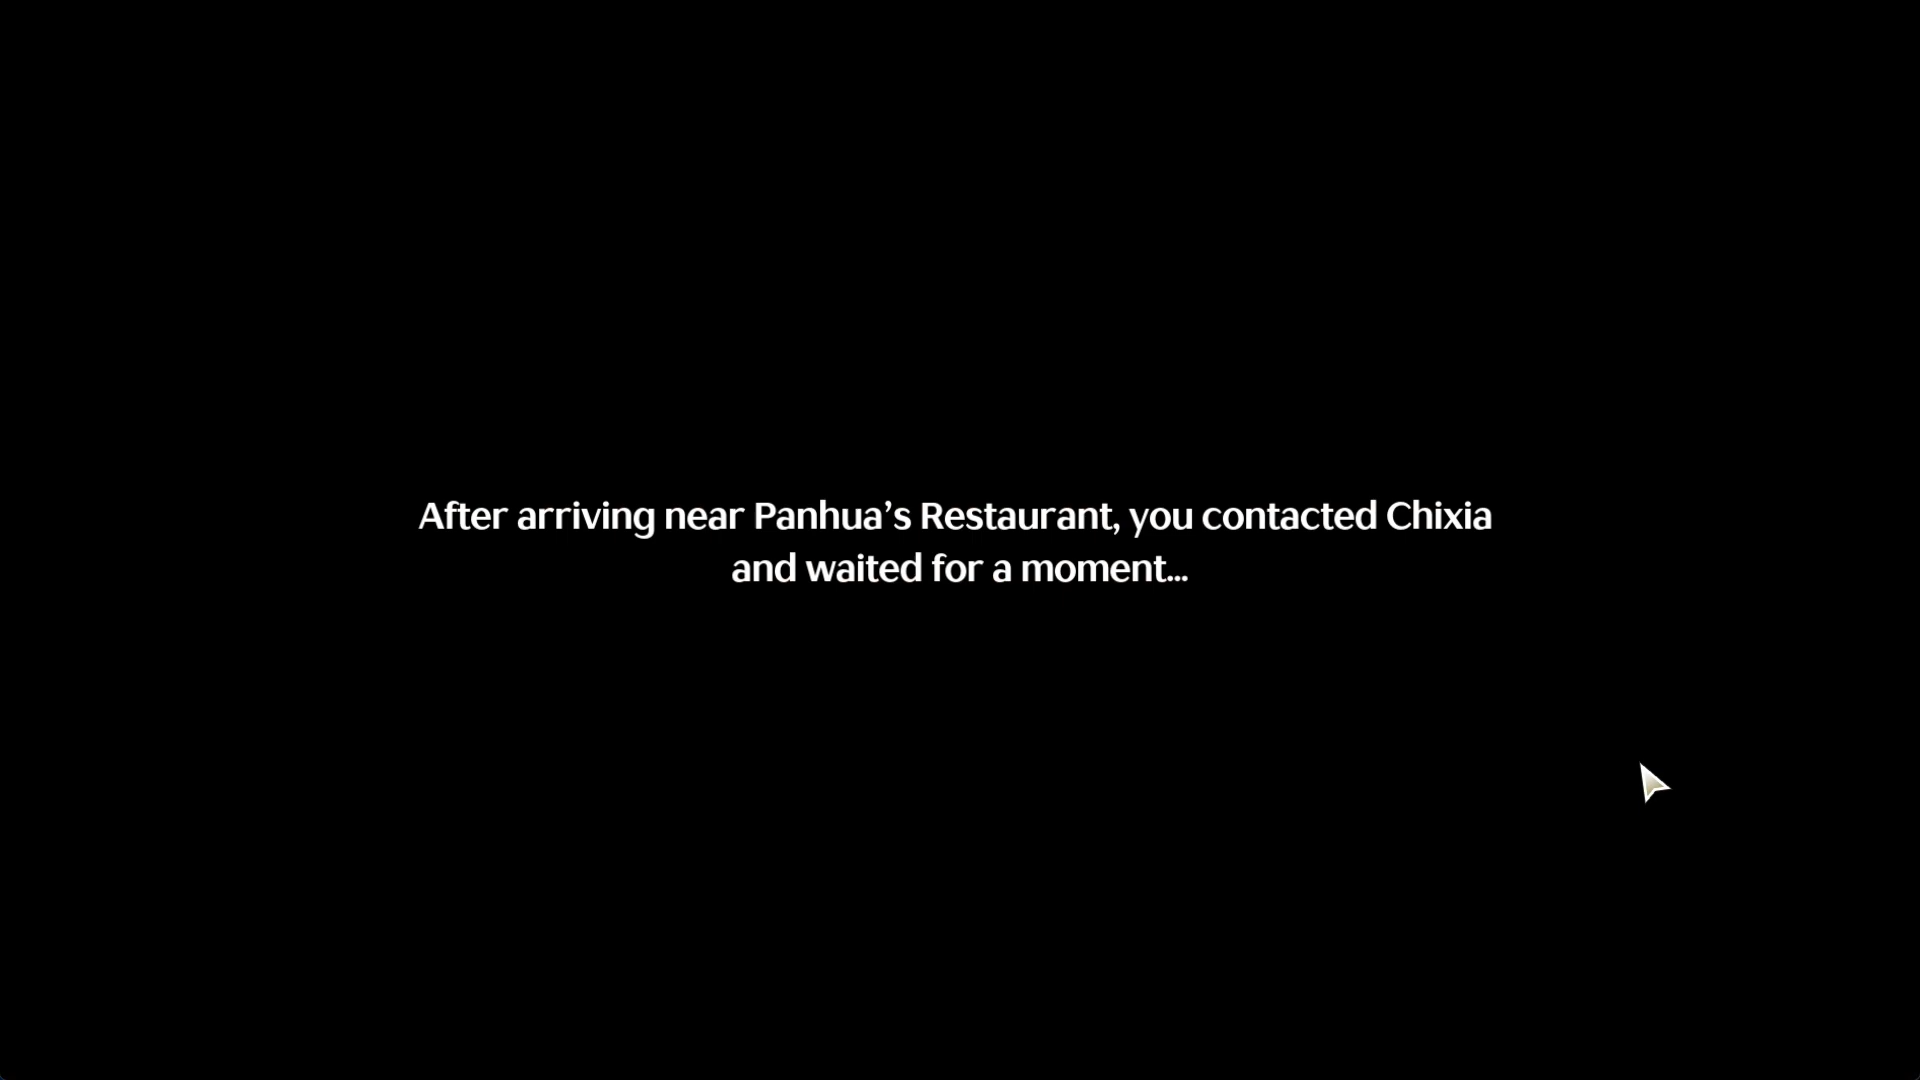 After arriving near Panhua’s Restaurant, you contacted Chixia
and waited for a moment...